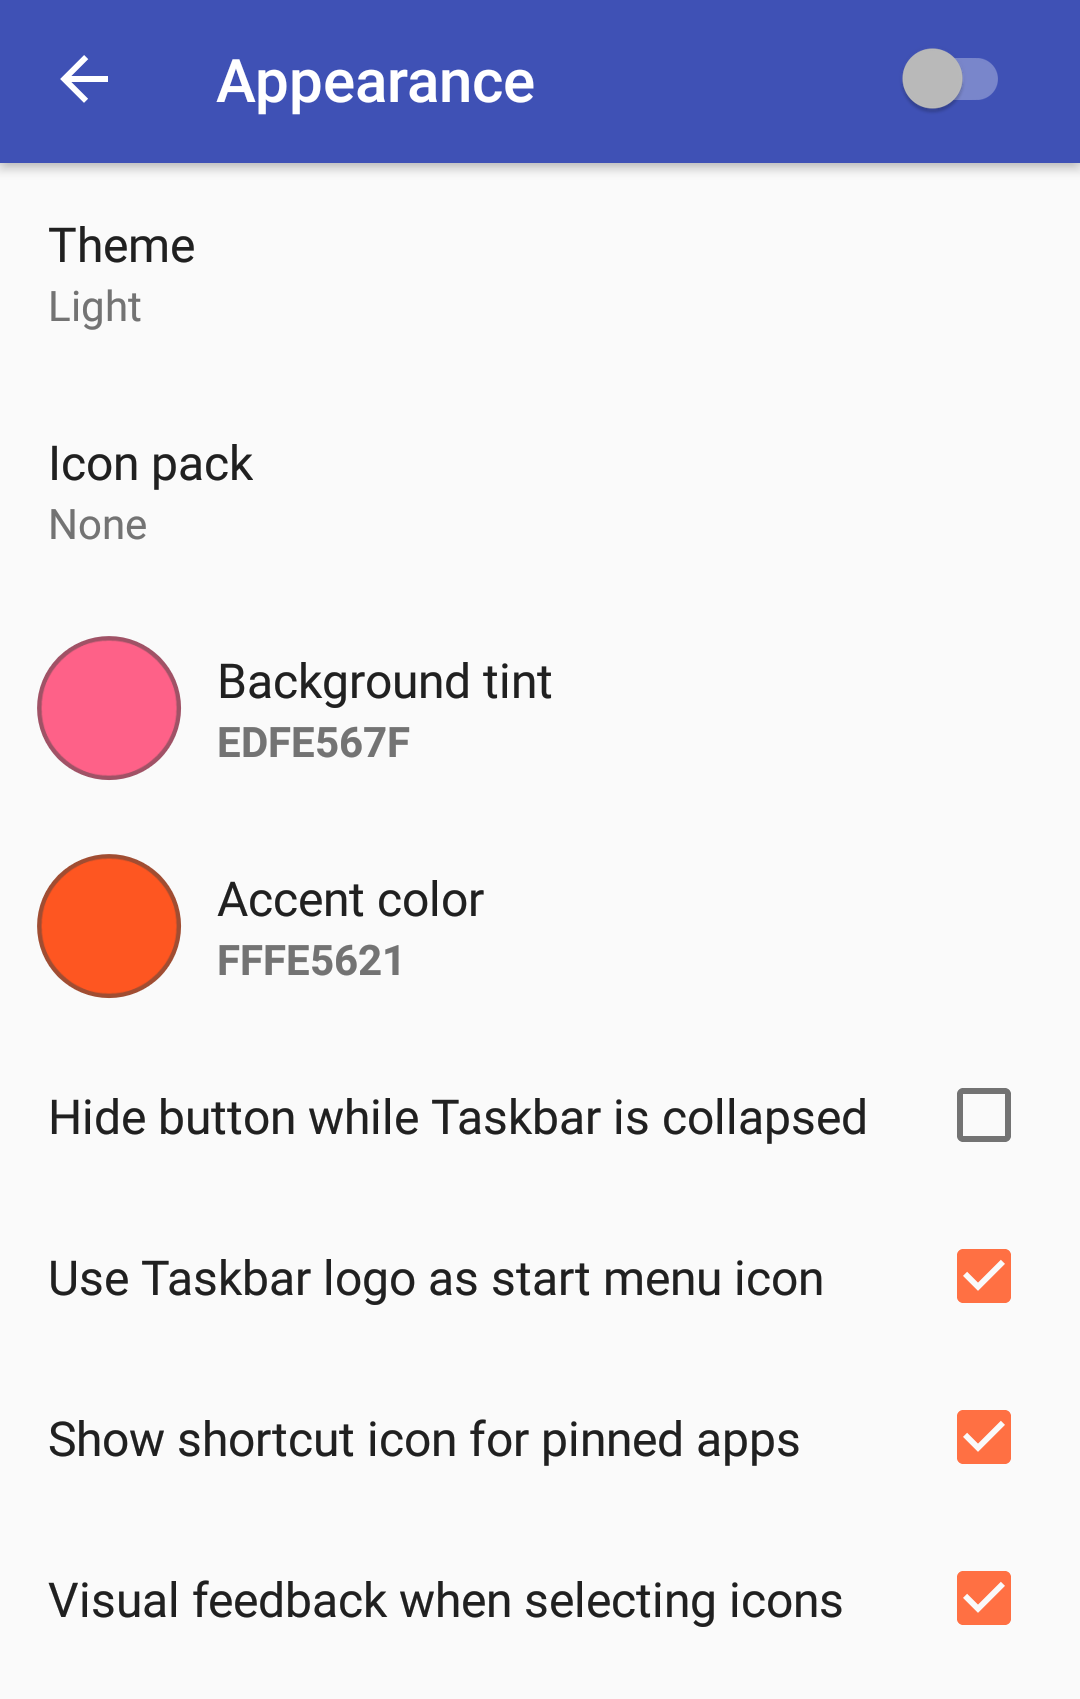 Appearance
Theme
Light
Icon pack
None
Background tint
EDFE567F
Accent color
FFFE5621
Hide button while Taskbar is collapsed
Use Taskbar logo as start menu icon
Show shortcut icon for pinned apps
Visual feedback when selecting icons